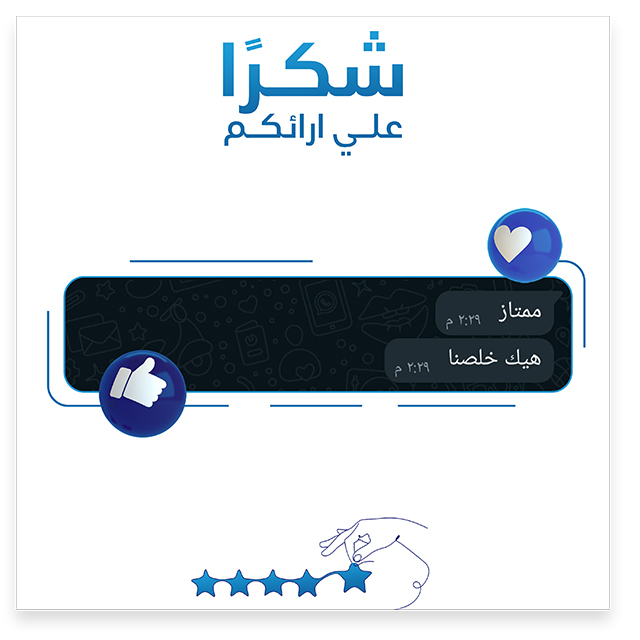 شكرًا
علي ارائكم
ممتاز ٢:٢٩ م
هيك خلصنا ٢:٢٩ م